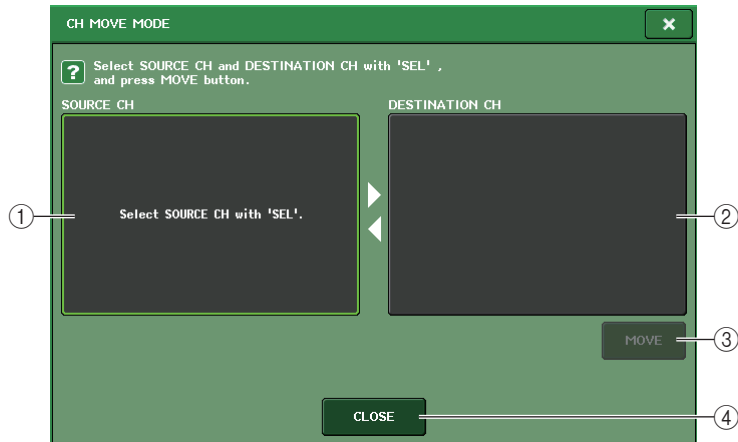 CH MOVE MODE
Select SOURCE CH and DESTINATION CH with 'SEL' ,
and press MOVE button.
SOURCE CH
DESTINATION CH
Select SOURCE CH with 'SEL'.
MOVE
CLOSE
1
2
3
4